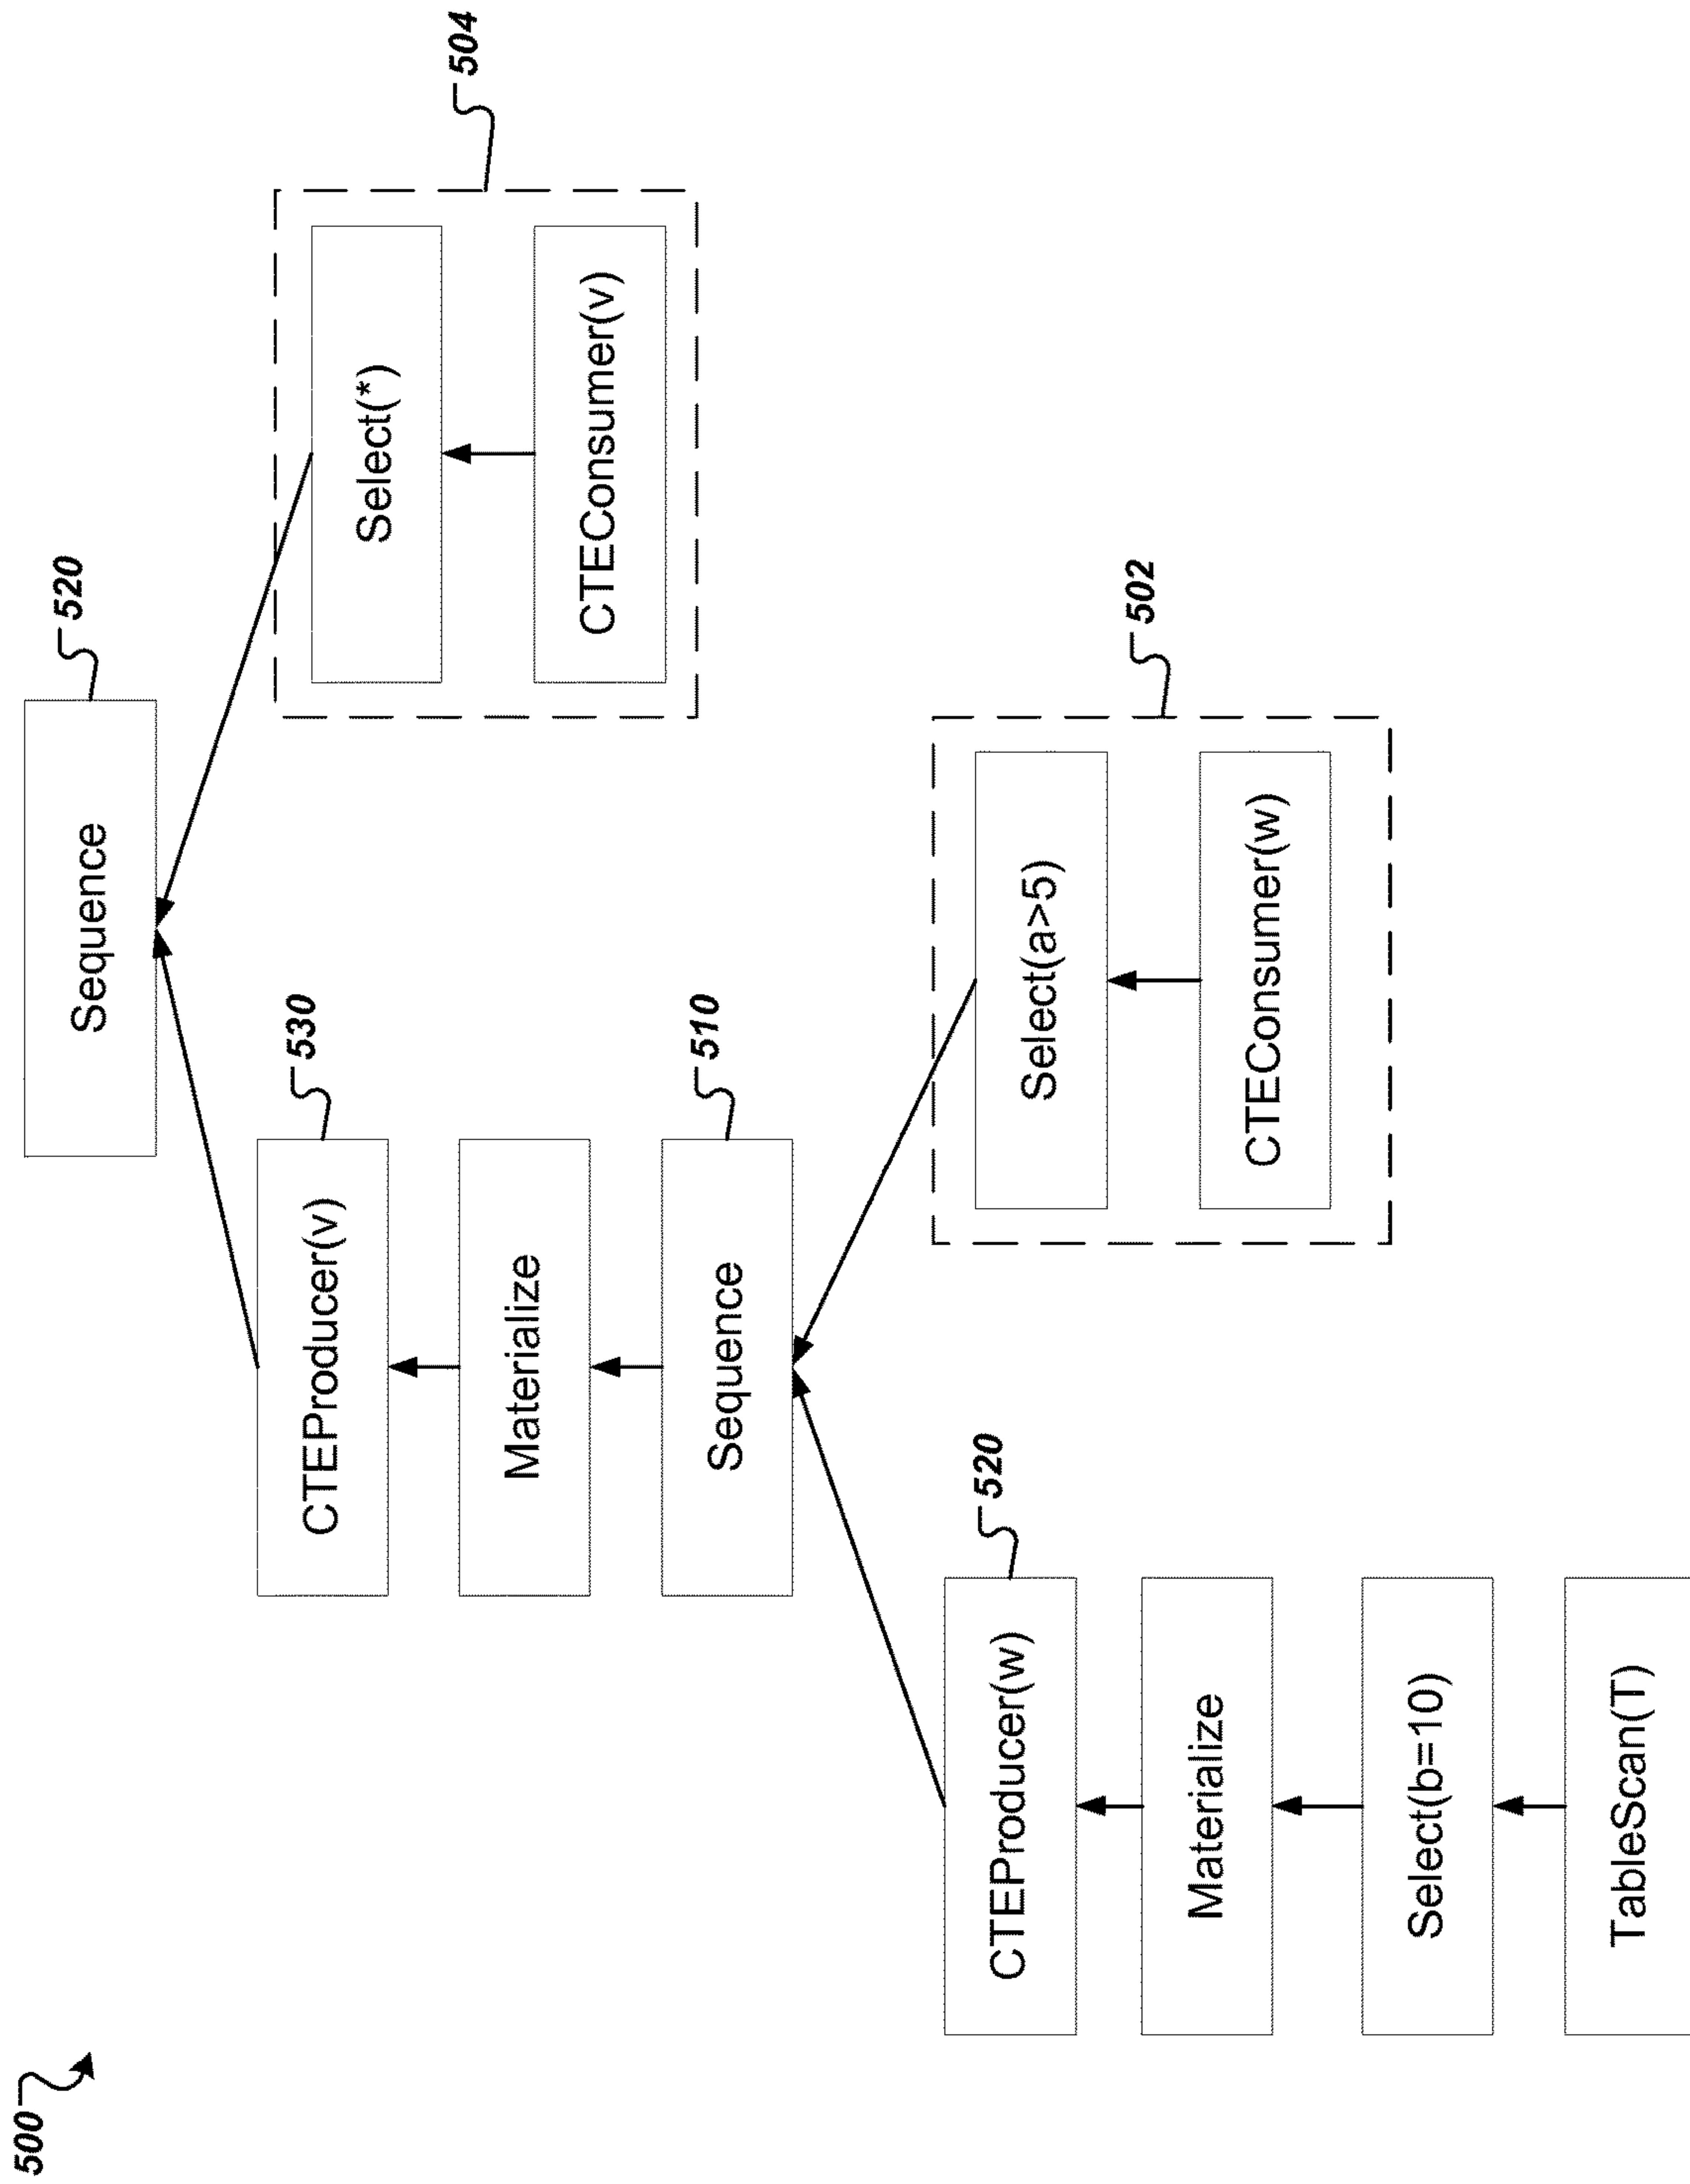 500
520
Sequence
530
CTEProducer(v)
504
Select(*)
CTEConsumer(v)
Materialize
510
Sequence
520
CTEProducer(w)
502
Select(a>5)
CTEConsumer(w)
Materialize
Select(b=10)
TableScan(T)